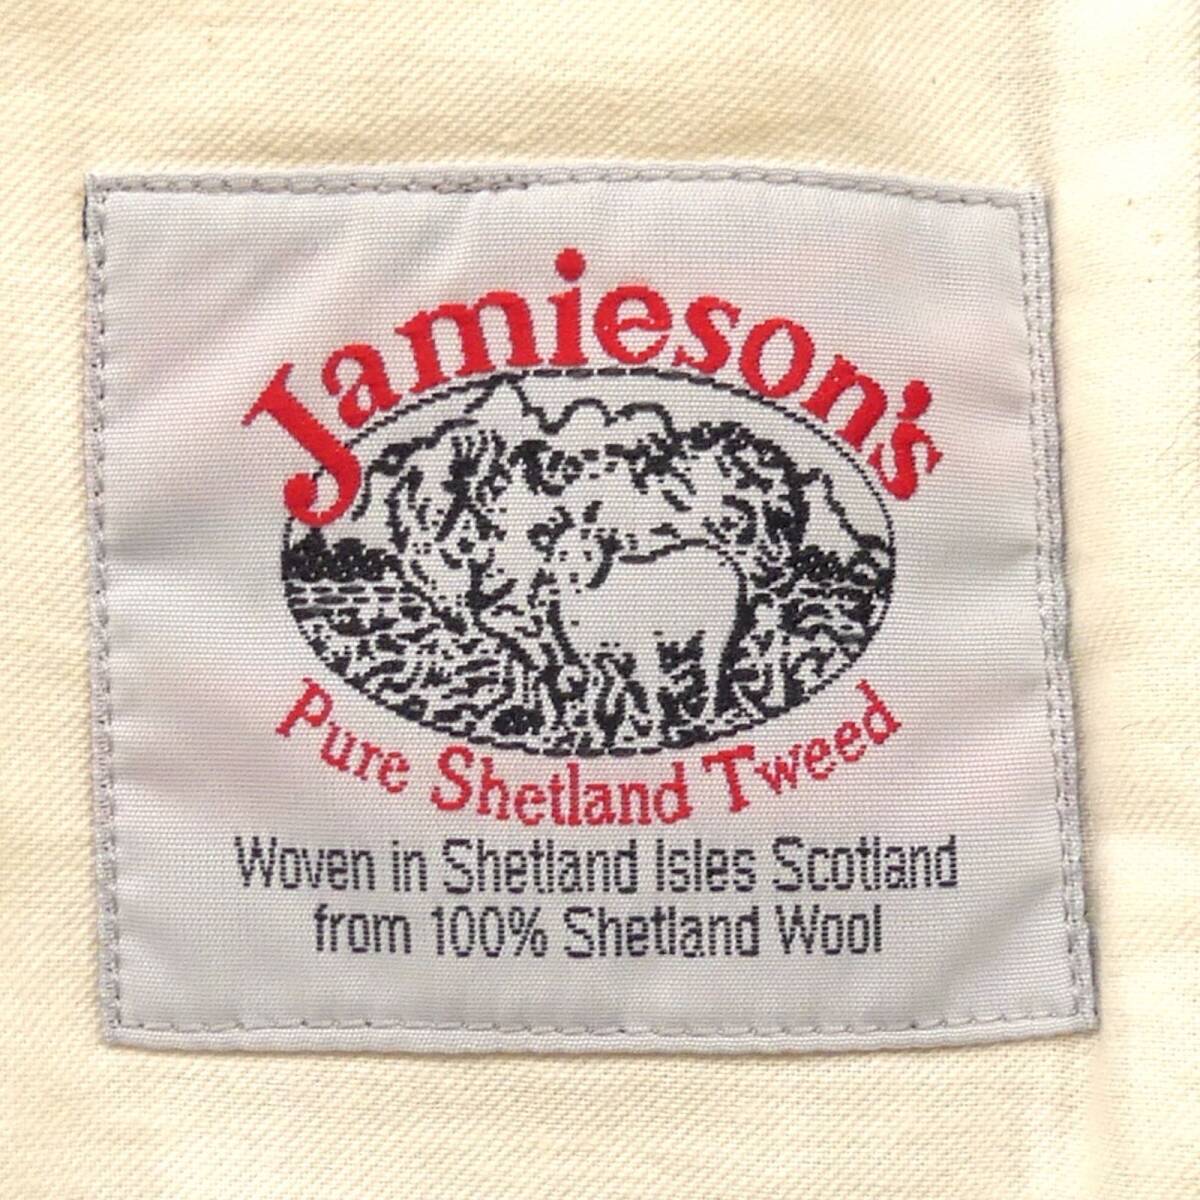 Jamieson's
Pure Shetland Tweed
Woven in Shetland Isles Scotland
from 100% Shetland Wool